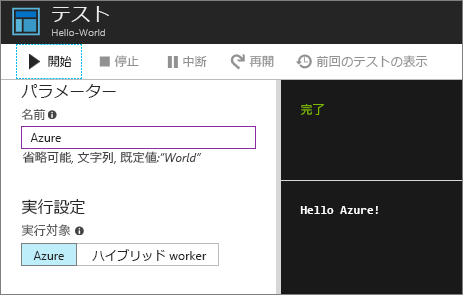 テスト
Hello-World
開始 停止 中断 再開 前回のテストの表示
パラメーター
名前
Azure
省略可能, 文字列, 既定値:“World”
実行設定
実行対象
Azure ハイブリッド worker
完了
Hello Azure!